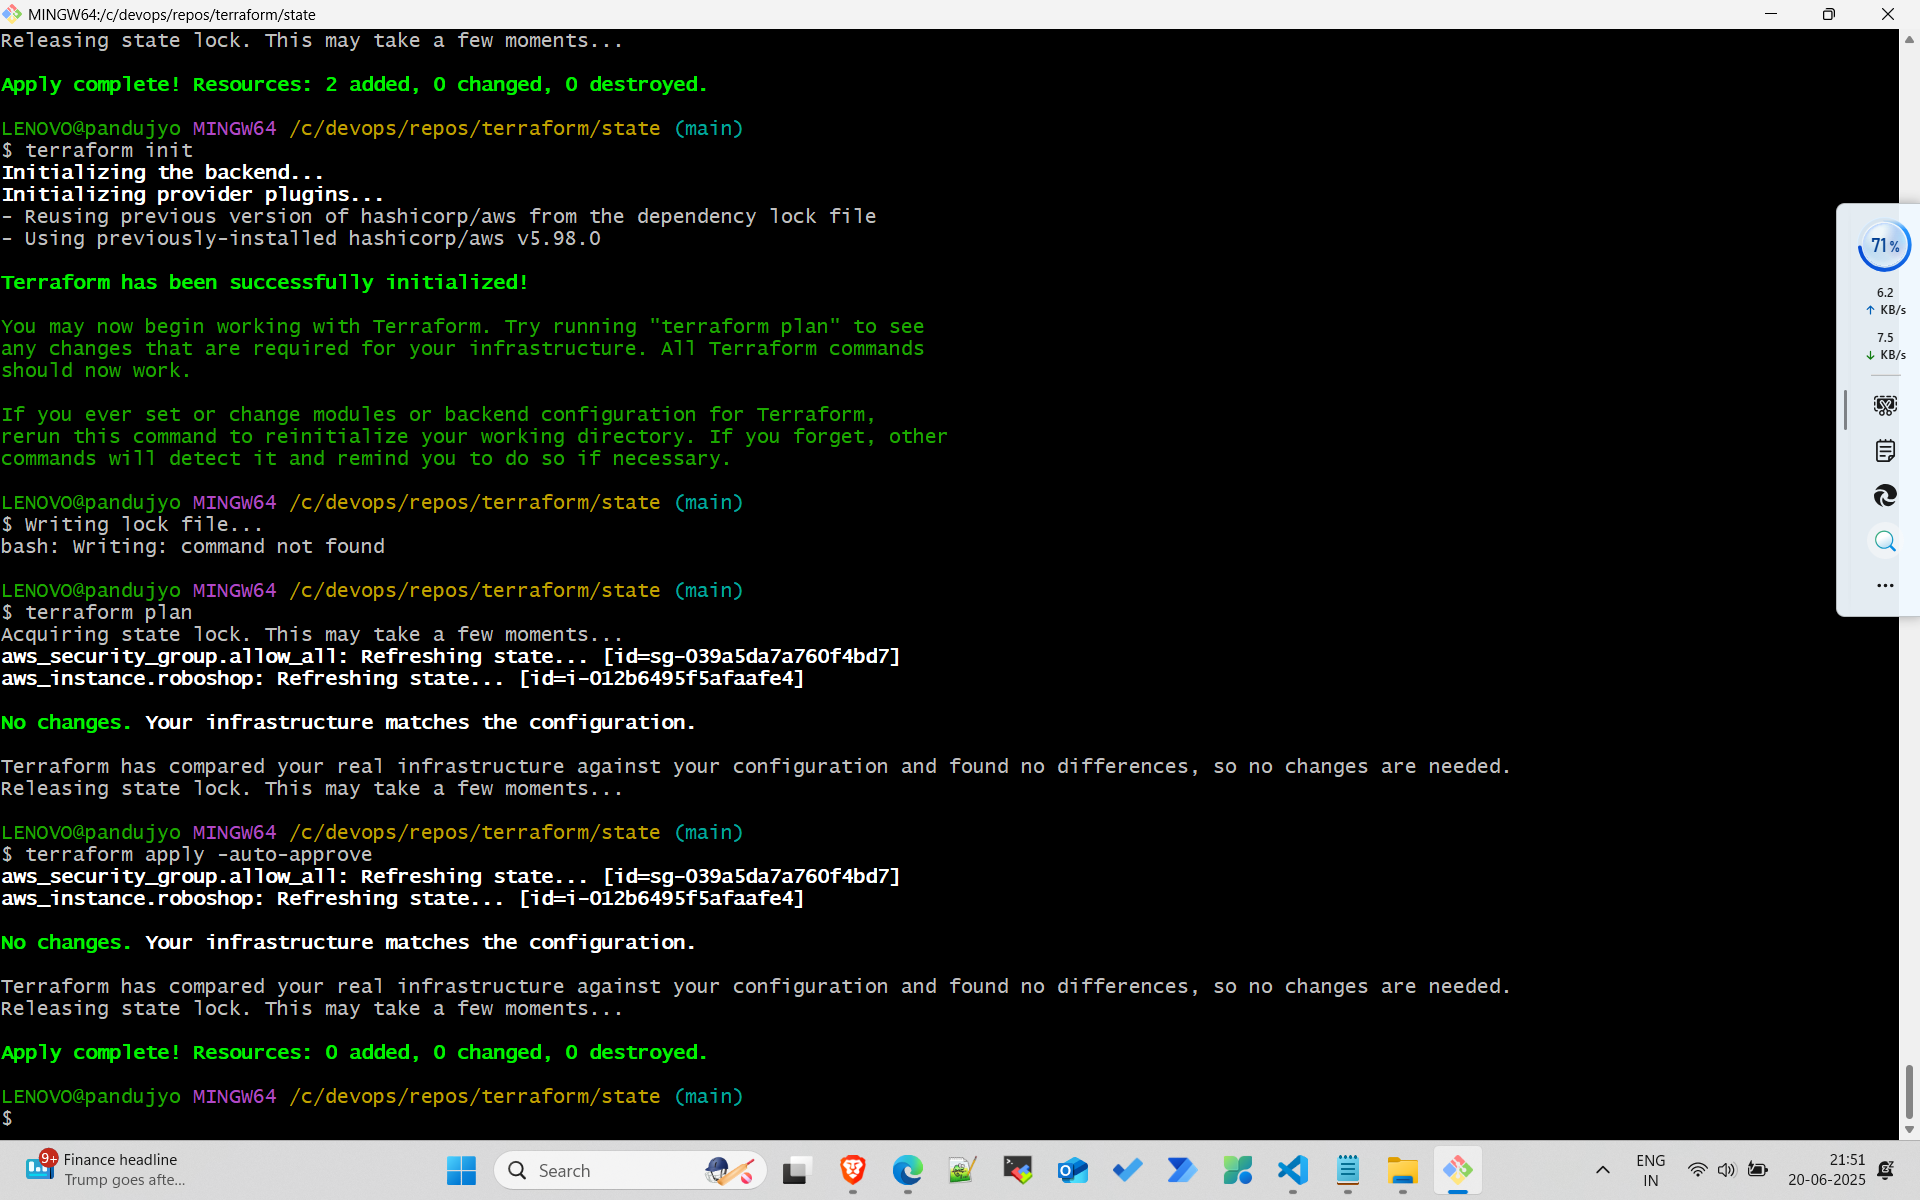 MINGW64:/c/devops/repos/terraform/state
Releasing state lock. This may take a few moments...
Apply complete! Resources: 2 added, 0 changed, 0 destroyed.
LENOVO@pandujyo MINGW64 /c/devops/repos/terraform/state (main)
$ terraform init
Initializing the backend...
Initializing provider plugins...
- Reusing previous version of hashicorp/aws from the dependency lock file
- Using previously-installed hashicorp/aws v5.98.0
Terraform has been successfully initialized!
You may now begin working with Terraform. Try running "terraform plan" to see
any changes that are required for your infrastructure. All Terraform commands
should now work.
If you ever set or change modules or backend configuration for Terraform,
rerun this command to reinitialize your working directory. If you forget, other
commands will detect it and remind you to do so if necessary.
LENOVO@pandujyo MINGW64 /c/devops/repos/terraform/state (main)
$ Writing lock file...
bash: Writing: command not found
LENOVO@pandujyo MINGW64 /c/devops/repos/terraform/state (main)
$ terraform plan
Acquiring state lock. This may take a few moments...
aws_security_group.allow_all: Refreshing state... [id=sg-039a5da7a760f4bd7]
aws_instance.roboshop: Refreshing state... [id=i-012b6495f5afaafe4]
No changes. Your infrastructure matches the configuration.
Terraform has compared your real infrastructure against your configuration and found no differences, so no changes are needed.
Releasing state lock. This may take a few moments...
LENOVO@pandujyo MINGW64 /c/devops/repos/terraform/state (main)
$ terraform apply -auto-approve
aws_security_group.allow_all: Refreshing state... [id=sg-039a5da7a760f4bd7]
aws_instance.roboshop: Refreshing state... [id=i-012b6495f5afaafe4]
No changes. Your infrastructure matches the configuration.
Terraform has compared your real infrastructure against your configuration and found no differences, so no changes are needed.
Releasing state lock. This may take a few moments...
Apply complete! Resources: 0 added, 0 changed, 0 destroyed.
LENOVO@pandujyo MINGW64 /c/devops/repos/terraform/state (main)
$
71%
6.2
↑ KB/s
7.5
↓ KB/s
9+
Finance headline
Trump goes afte...
Search
ENG
IN
21:51
20-06-2025